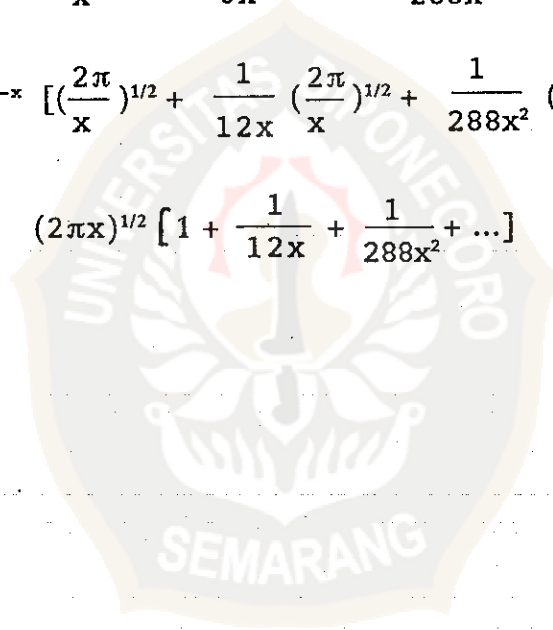 -x [(2π/x)^{1/2} + 1/12x (2π/x)^{1/2} + 1/288x² (
(2πx)^{1/2} [1 + 1/12x + 1/288x² + ...]
UNIVERSITAS DIPONEGORO
SEMARANG